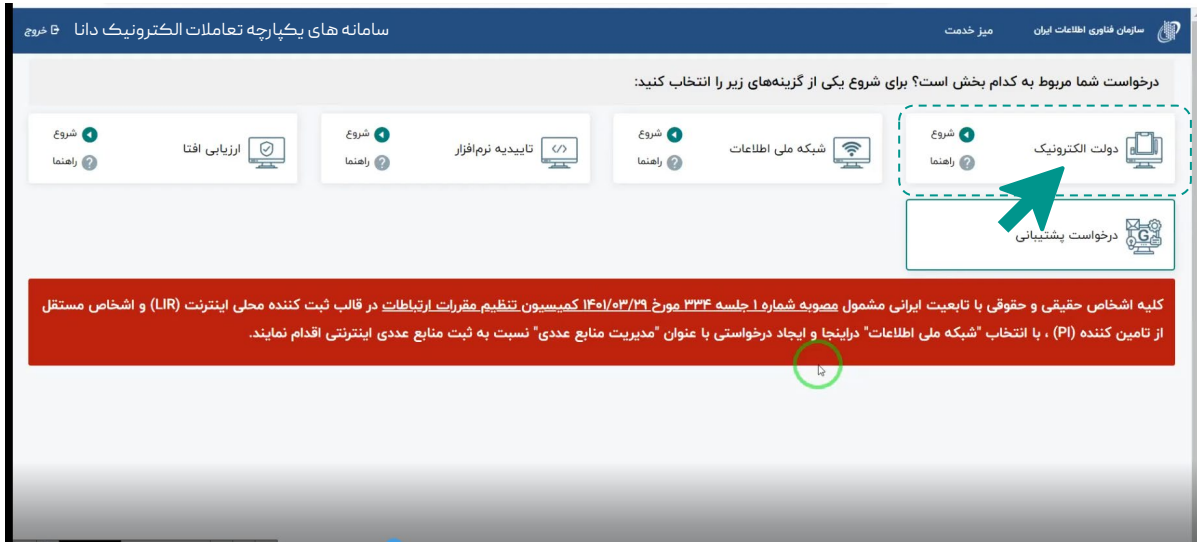 سازمان فناوری اطلاعات ایران
میز خدمت
سامانه های یکپارچه تعاملات الکترونیک دانا
خروج
درخواست شما مربوط به کدام بخش است؟ برای شروع یکی از گزینه‌های زیر را انتخاب کنید:
دولت الکترونیک
شروع
راهنما
شبکه ملی اطلاعات
شروع
راهنما
تاییدیه نرم‌افزار
شروع
راهنما
ارزیابی افتا
شروع
راهنما
درخواست پشتیبانی
کلیه اشخاص حقیقی و حقوقی با تابعیت ایرانی مشمول مصوبه شماره ۱ جلسه ۳۳۴ مورخ ۱۴۰۱/۰۳/۲۹ کمیسیون تنظیم مقررات ارتباطات در قالب ثبت کننده محلی اینترنت (LIR) و اشخاص مستقل
از تامین کننده (PI) ، با انتخاب "شبکه ملی اطلاعات" دراینجا و ایجاد درخواستی با عنوان "مدیریت منابع عددی" نسبت به ثبت منابع عددی اینترنتی اقدام نمایند.